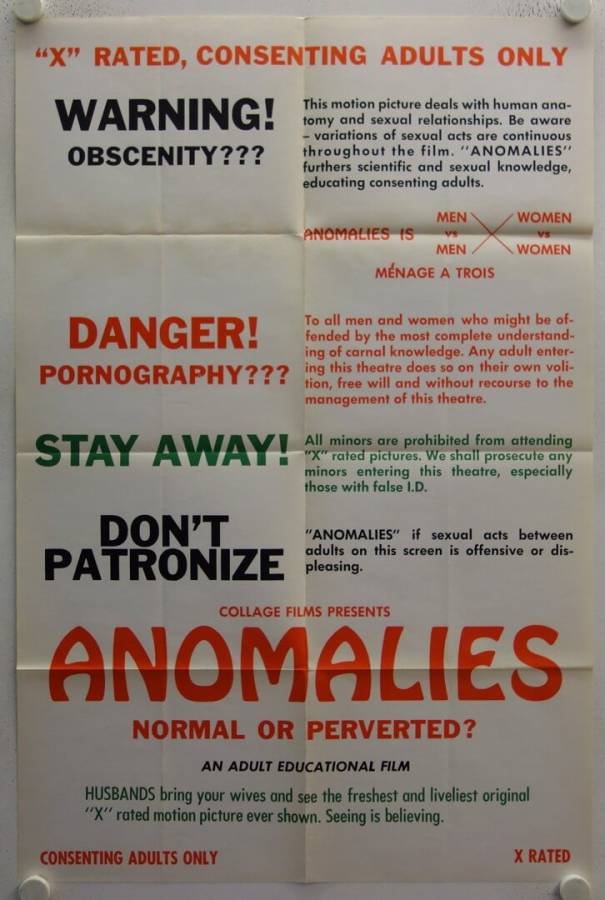 "X" RATED, CONSENTING ADULTS ONLY
WARNING!
OBSCENITY???
This motion picture deals with human ana-
tomy and sexual relationships. Be aware
– variations of sexual acts are continuous
throughout the film. "ANOMALIES"
furthers scientific and sexual knowledge,
educating consenting adults.
ANOMALIES IS
MEN WOMEN
vs vs
MEN WOMEN
MÉNAGE A TROIS
DANGER!
PORNOGRAPHY???
To all men and women who might be of-
fended by the most complete understand-
ing of carnal knowledge. Any adult enter-
ing this theatre does so on their own voli-
tion, free will and without recourse to the
management of this theatre.
STAY AWAY!
All minors are prohibited from attending
"X" rated pictures. We shall prosecute any
minors entering this theatre, especially
those with false I.D.
DON'T
PATRONIZE
"ANOMALIES" if sexual acts between
adults on this screen is offensive or dis-
pleasing.
COLLAGE FILMS PRESENTS
ANOMALIES
NORMAL OR PERVERTED?
AN ADULT EDUCATIONAL FILM
HUSBANDS bring your wives and see the freshest and liveliest original
"X" rated motion picture ever shown. Seeing is believing.
CONSENTING ADULTS ONLY
X RATED